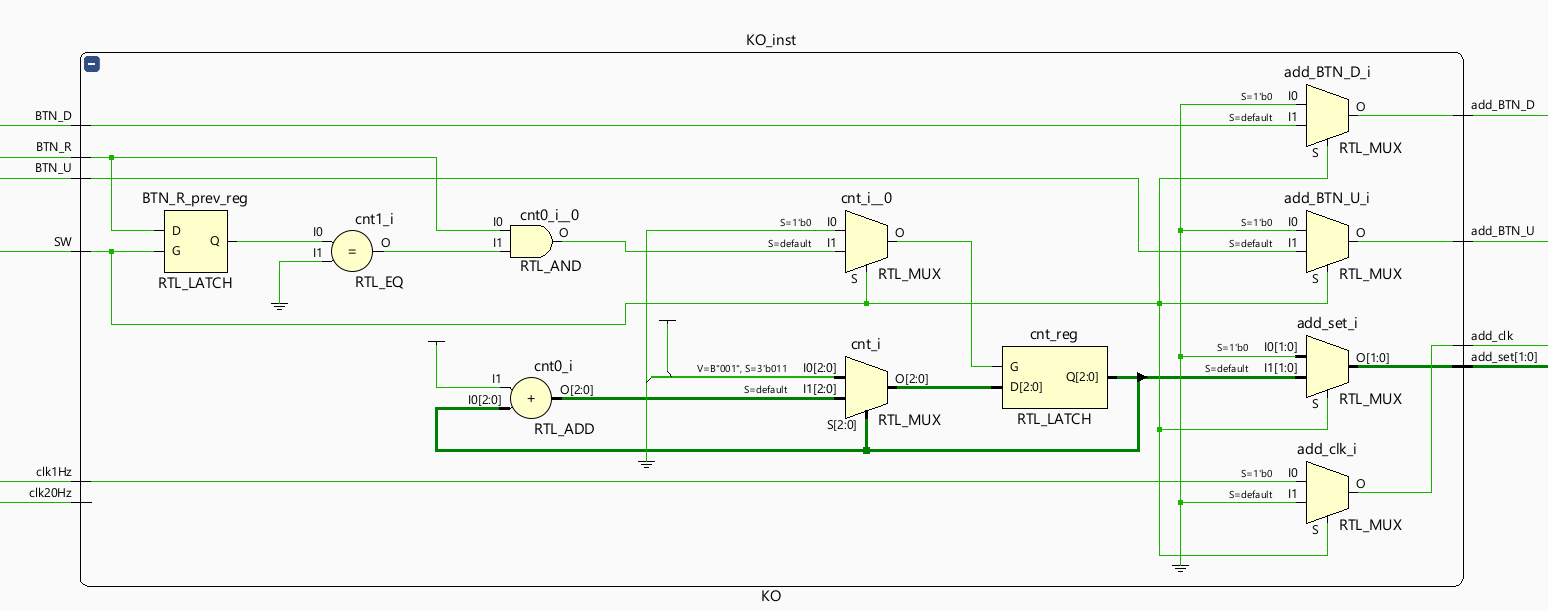 KO_inst
add_BTN_D_i
S=1'b0 I0
S=default I1
O
S
RTL_MUX
BTN_D
add_BTN_D
BTN_R
BTN_U
BTN_R_prev_reg
D
G
Q
RTL_LATCH
SW
cnt1_i
I0
I1
=
O
RTL_EQ
cnt0_i__0
I0
I1
O
RTL_AND
cnt_i__0
S=1'b0 I0
S=default I1
O
S
RTL_MUX
add_BTN_U_i
S=1'b0 I0
S=default I1
O
S
RTL_MUX
add_BTN_U
cnt0_i
I1
I0[2:0]
+
O[2:0]
RTL_ADD
cnt_i
V=B"001", S=3'b011 I0[2:0]
S=default I1[2:0]
O[2:0]
S[2:0]
RTL_MUX
cnt_reg
G
D[2:0]
Q[2:0]
RTL_LATCH
add_set_i
S=1'b0 I0[1:0]
S=default I1[1:0]
O[1:0]
S
RTL_MUX
add_clk
add_set[1:0]
clk1Hz
clk20Hz
add_clk_i
S=1'b0 I0
S=default I1
O
S
RTL_MUX
KO